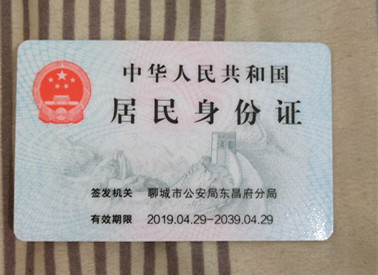 中华人民共和国
居民身份证
签发机关 聊城市公安局东昌府分局
有效期限 2019.04.29-2039.04.29